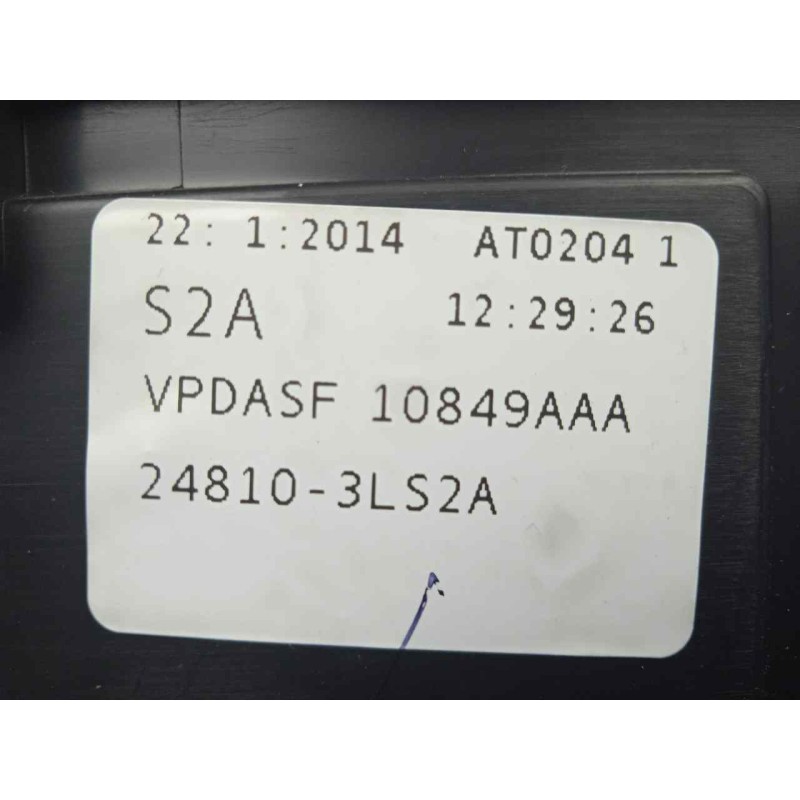 22: 1:2014 AT0204 1
S2A 12:29:26
VPDASF 10849AAA
24810-3LS2A